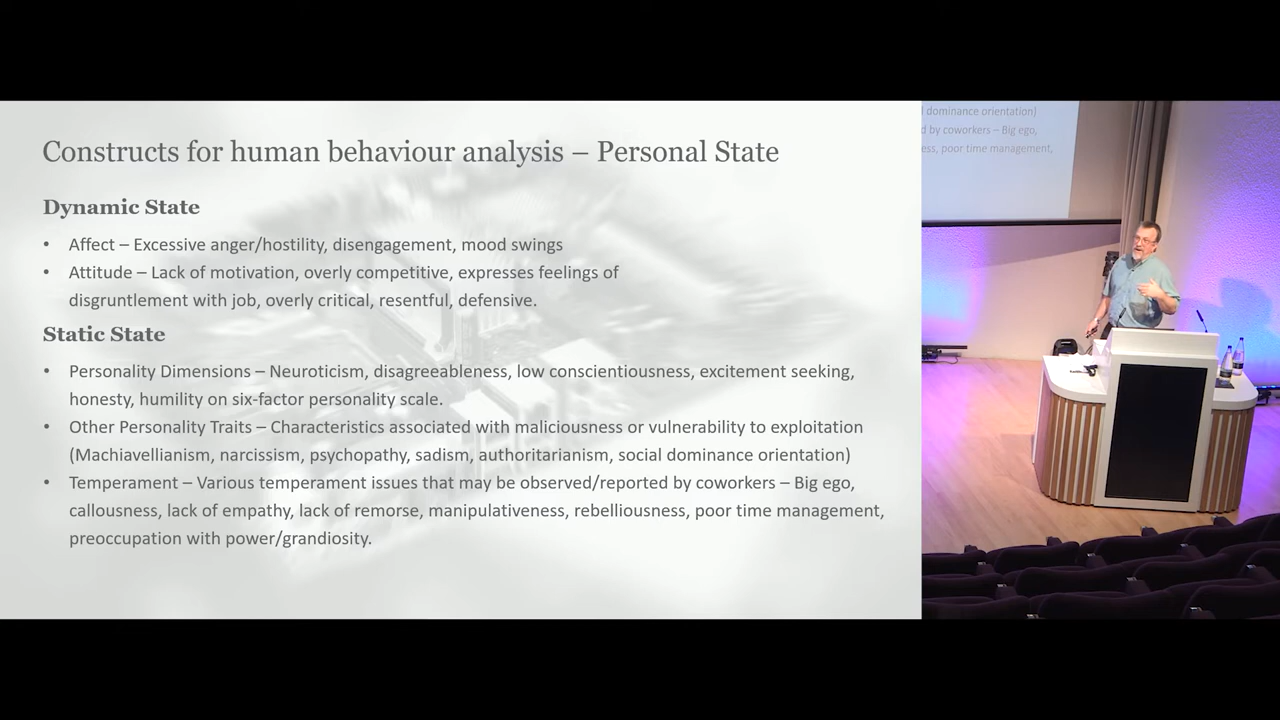 Constructs for human behaviour analysis – Personal State
Dynamic State
• Affect – Excessive anger/hostility, disengagement, mood swings
• Attitude – Lack of motivation, overly competitive, expresses feelings of
disgruntlement with job, overly critical, resentful, defensive.
Static State
• Personality Dimensions – Neuroticism, disagreeableness, low conscientiousness, excitement seeking,
honesty, humility on six-factor personality scale.
• Other Personality Traits – Characteristics associated with maliciousness or vulnerability to exploitation
(Machiavellianism, narcissism, psychopathy, sadism, authoritarianism, social dominance orientation)
• Temperament – Various temperament issues that may be observed/reported by coworkers – Big ego,
callousness, lack of empathy, lack of remorse, manipulativeness, rebelliousness, poor time management,
preoccupation with power/grandiosity.
dominance orientation)
by coworkers – Big ego,
poor time management,